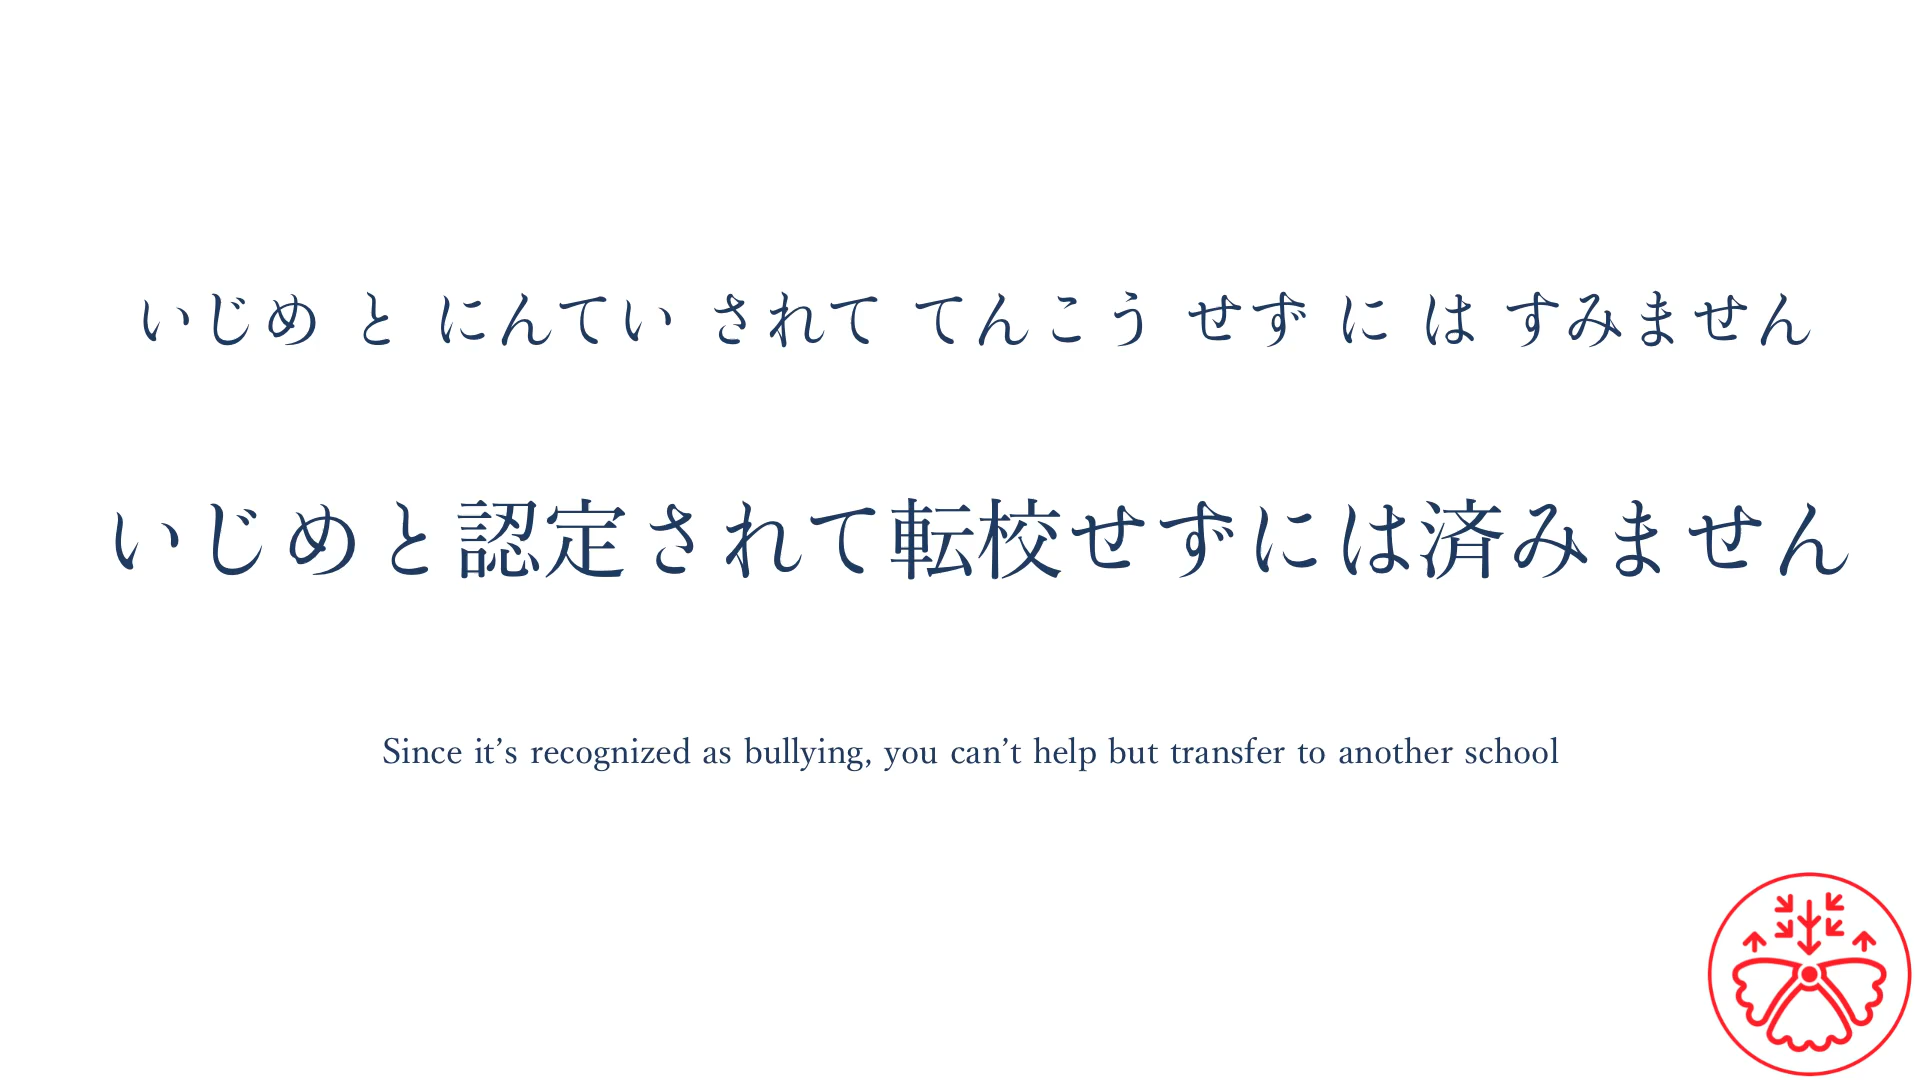 いじめ と にんてい されて てんこう せず に は すみません
いじめと認定されて転校せずには済みません
Since it’s recognized as bullying, you can’t help but transfer to another school